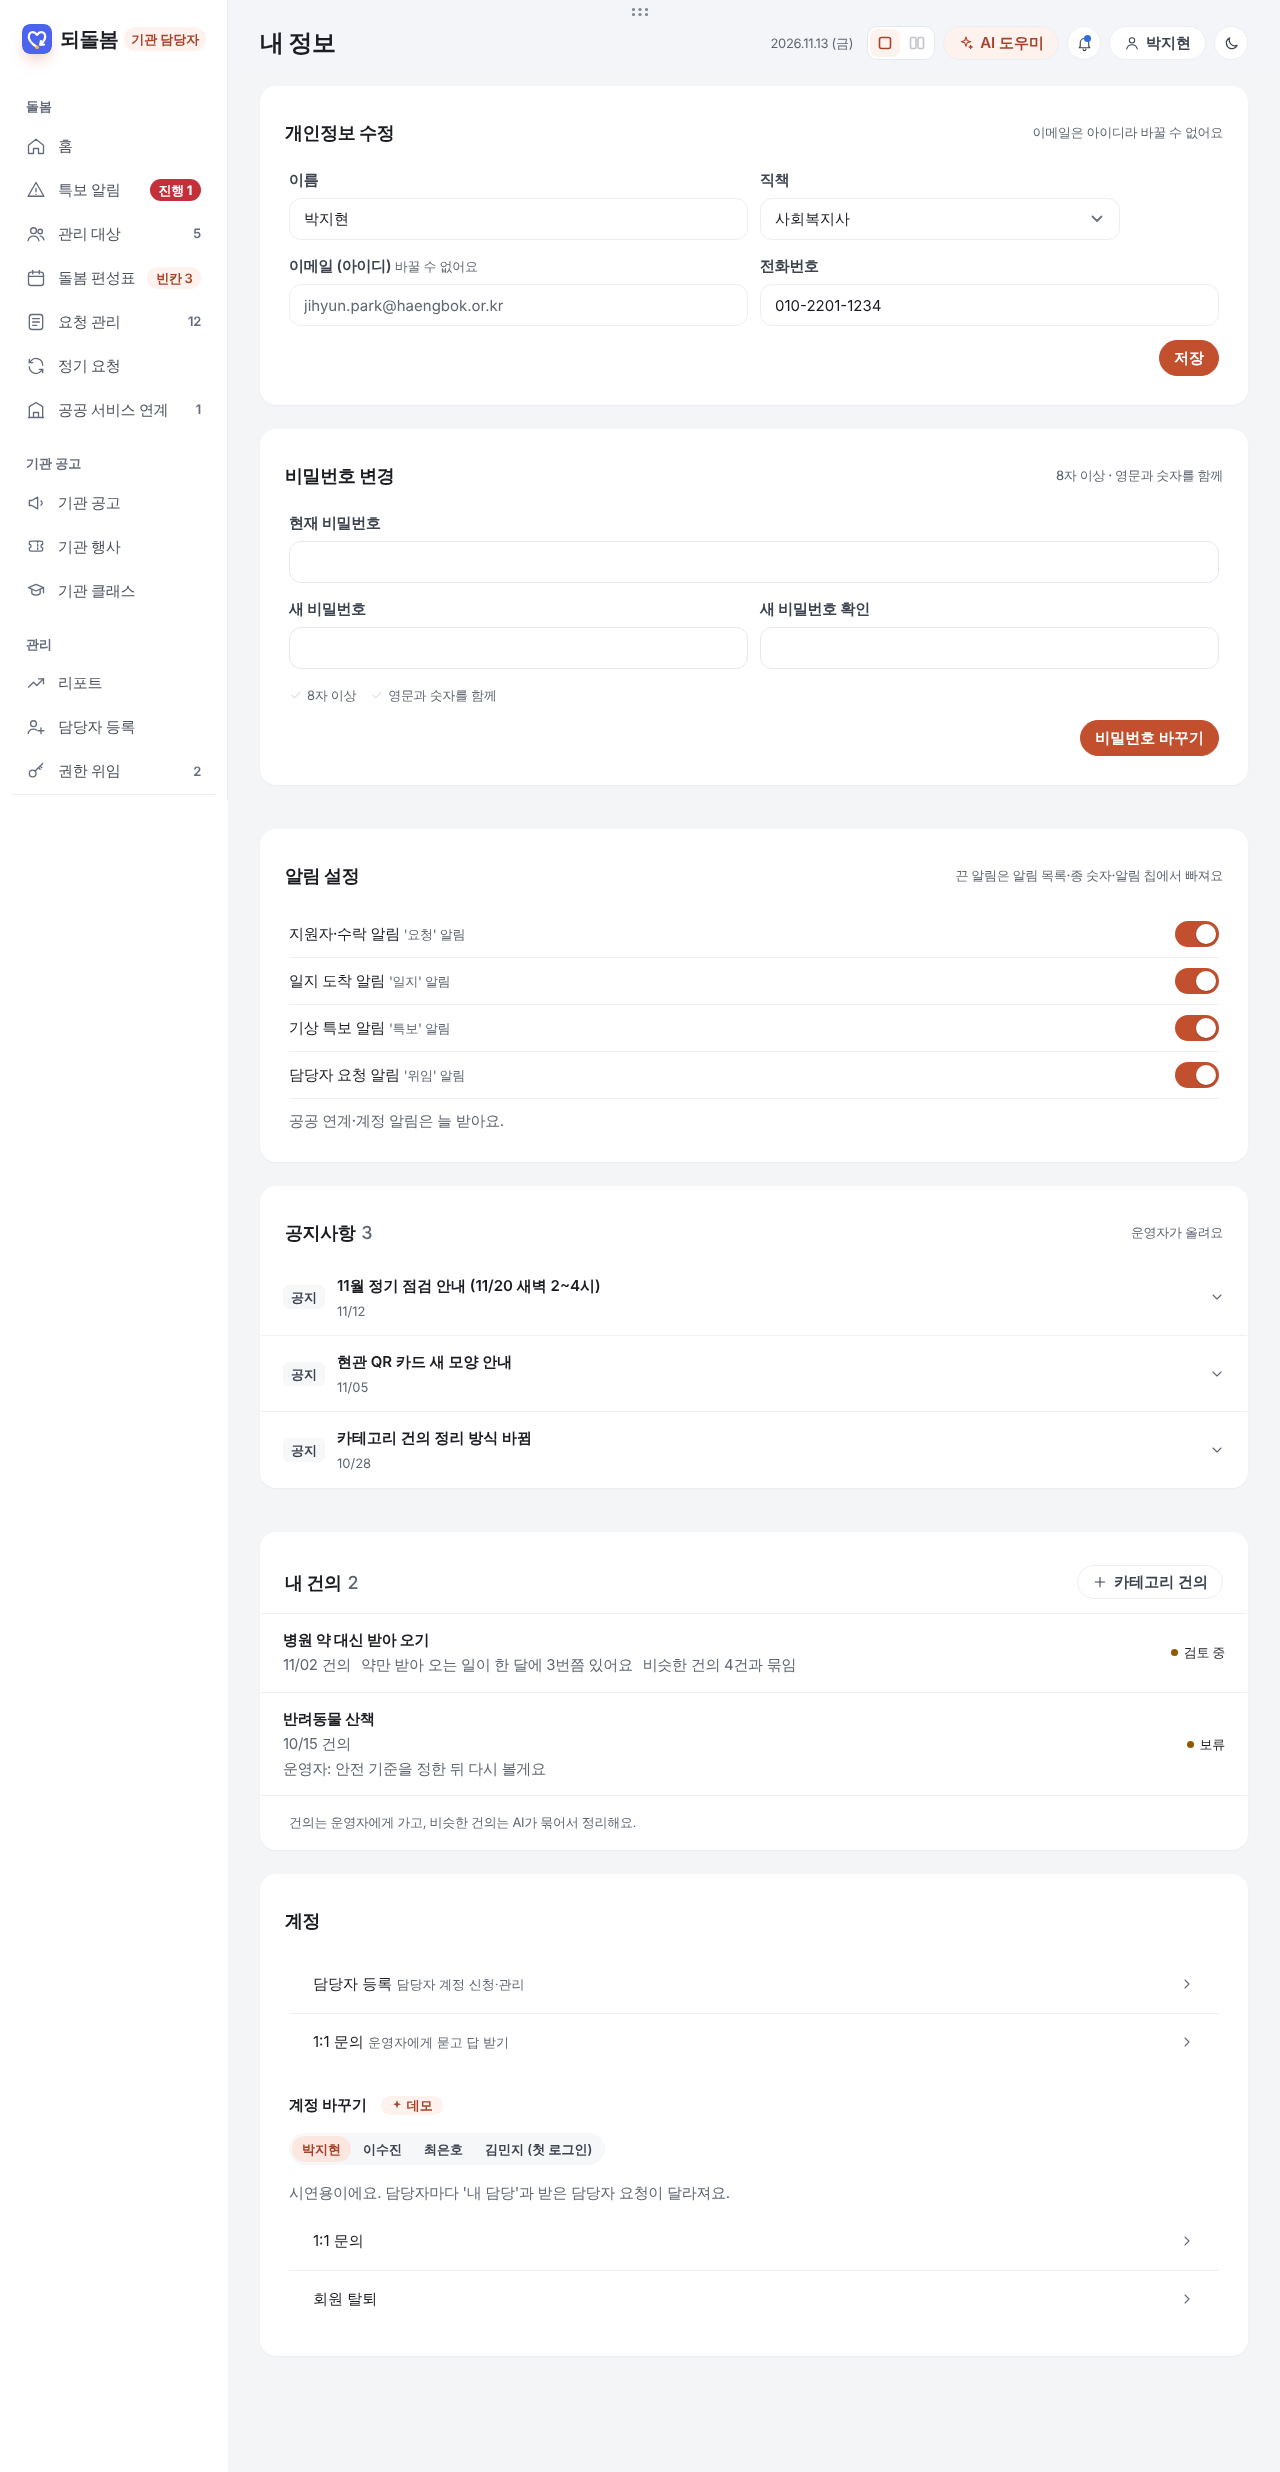 되돌봄 기관 담당자
돌봄
홈
특보 알림 진행 1
관리 대상 5
돌봄 편성표 빈칸 3
요청 관리 12
정기 요청
공공 서비스 연계 1
기관 공고
기관 공고
기관 행사
기관 클래스
관리
리포트
담당자 등록
권한 위임 2
내 정보
2026.11.13 (금) AI 도우미 박지현
개인정보 수정 이메일은 아이디라 바꿀 수 없어요
이름 직책
박지현 사회복지사
이메일 (아이디) 바꿀 수 없어요 전화번호
jihyun.park@haengbok.or.kr 010-2201-1234
저장
비밀번호 변경 8자 이상 · 영문과 숫자를 함께
현재 비밀번호
새 비밀번호 새 비밀번호 확인
8자 이상 영문과 숫자를 함께
비밀번호 바꾸기
알림 설정 끈 알림은 알림 목록·종 숫자·알림 칩에서 빠져요
지원자·수락 알림 '요청' 알림
일지 도착 알림 '일지' 알림
기상 특보 알림 '특보' 알림
담당자 요청 알림 '위임' 알림
공공 연계·계정 알림은 늘 받아요.
공지사항 3 운영자가 올려요
공지 11월 정기 점검 안내 (11/20 새벽 2~4시)
11/12
공지 현관 QR 카드 새 모양 안내
11/05
공지 카테고리 건의 정리 방식 바뀜
10/28
내 건의 2 카테고리 건의
병원 약 대신 받아 오기
11/02 건의 약만 받아 오는 일이 한 달에 3번쯤 있어요 비슷한 건의 4건과 묶임
검토 중
반려동물 산책
10/15 건의
보류
운영자: 안전 기준을 정한 뒤 다시 볼게요
건의는 운영자에게 가고, 비슷한 건의는 AI가 묶어서 정리해요.
계정
담당자 등록 담당자 계정 신청·관리
1:1 문의 운영자에게 묻고 답 받기
계정 바꾸기 데모
박지현 이수진 최은호 김민지 (첫 로그인)
시연용이에요. 담당자마다 '내 담당'과 받은 담당자 요청이 달라져요.
1:1 문의
회원 탈퇴